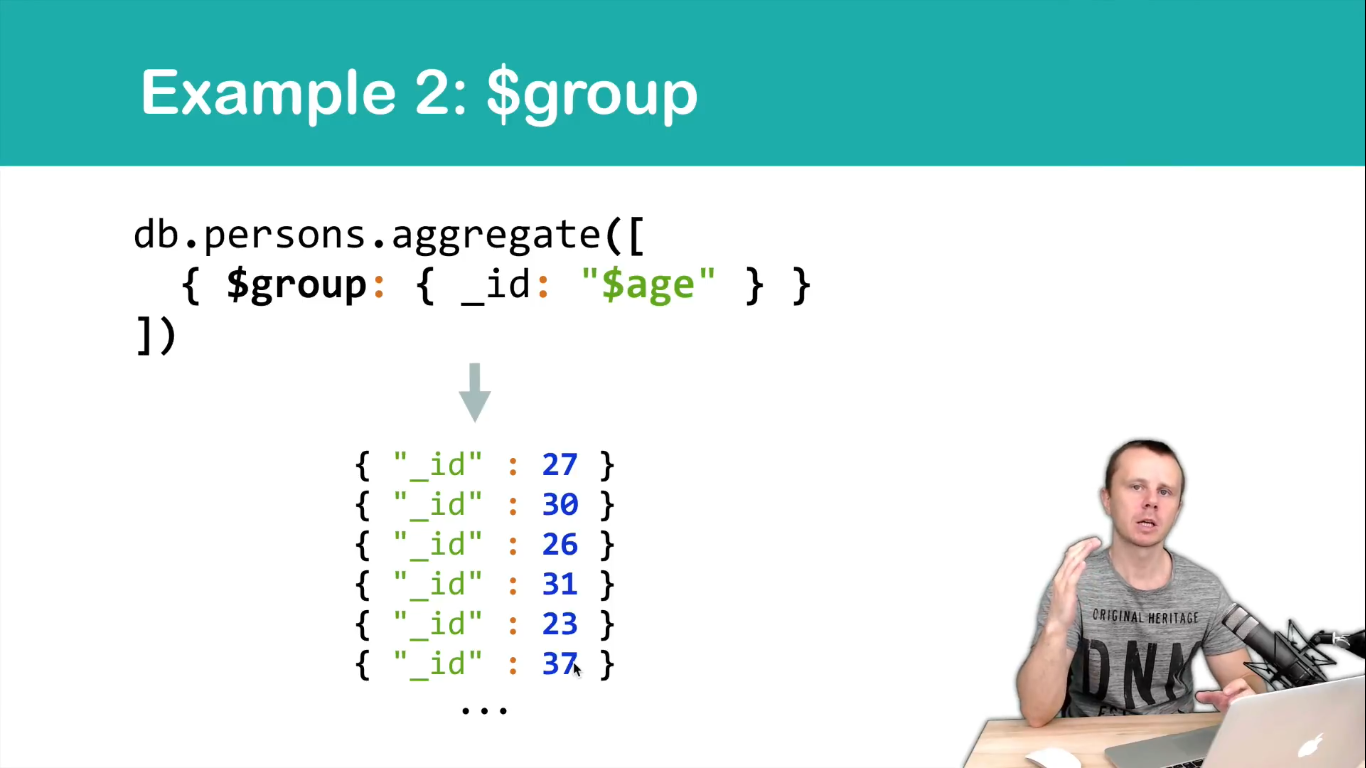 Example 2: $group
db.persons.aggregate([
{ $group: { _id: "$age" } }
])
{ "_id" : 27 }
{ "_id" : 30 }
{ "_id" : 26 }
{ "_id" : 31 }
{ "_id" : 23 }
{ "_id" : 37 }
...
ORIGINAL HERITAGE
DNM